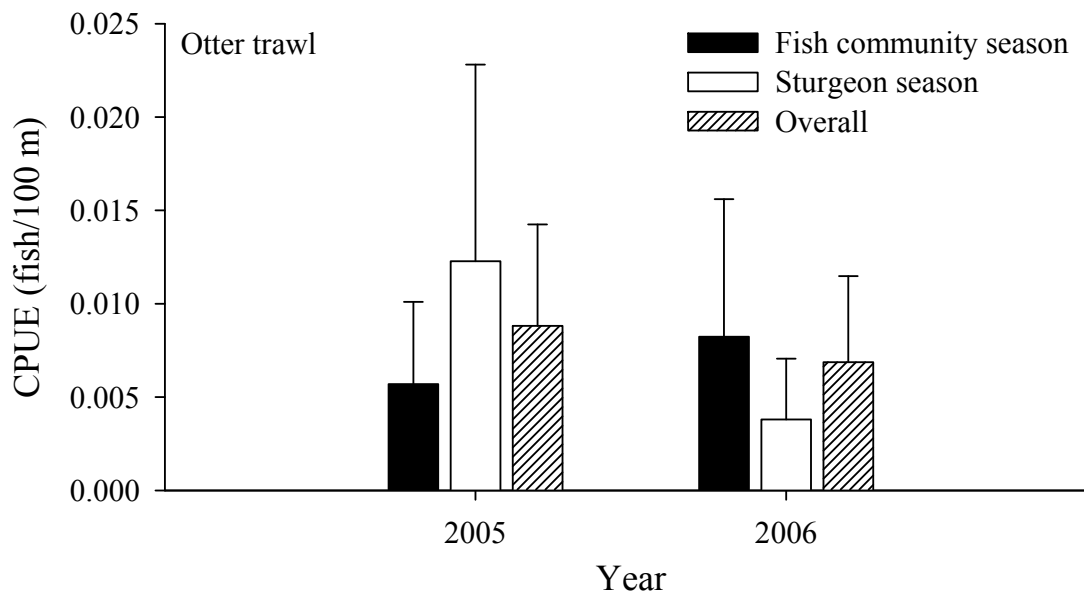 Otter trawl
Fish community season
Sturgeon season
Overall
CPUE (fish/100 m)
0.025
0.020
0.015
0.010
0.005
0.000
2005
2006
Year